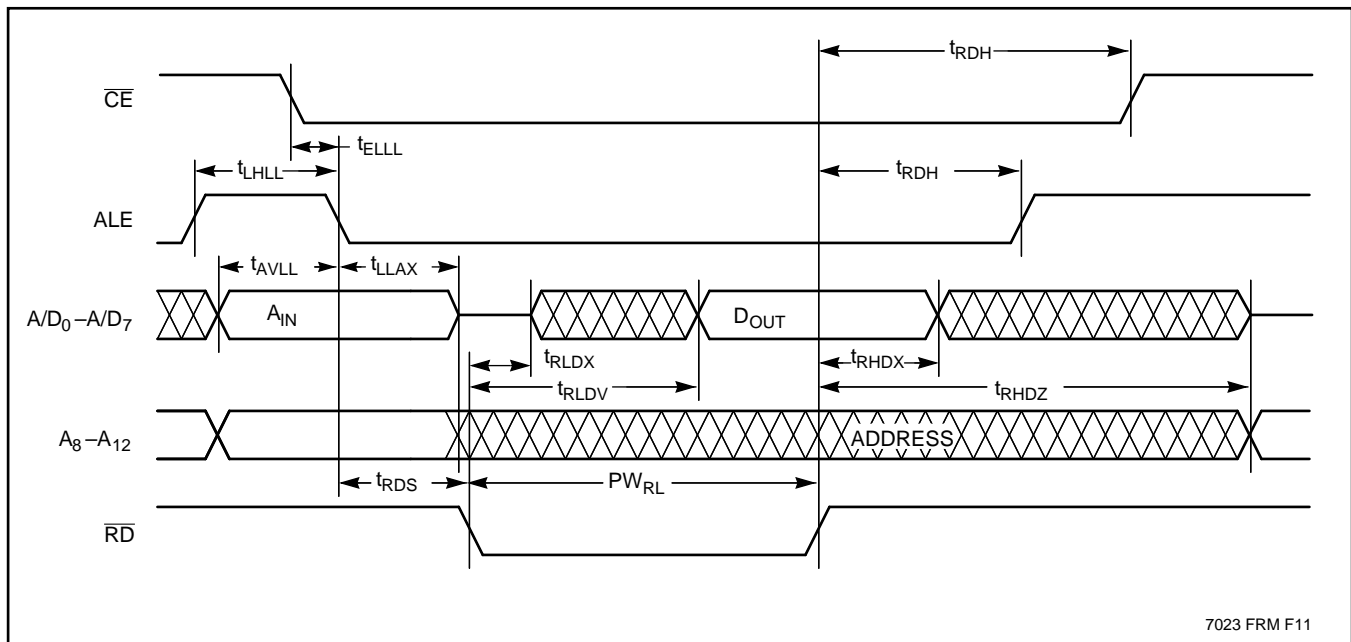 tRDH
CE
tELLL
tLHLL
tRDH
ALE
tAVLL
tLLAX
A/D0–A/D7
AIN
DOUT
tRLDX
tRHDX
tRLDV
tRHDZ
A8–A12
ADDRESS
tRDS
PWRL
RD
7023 FRM F11